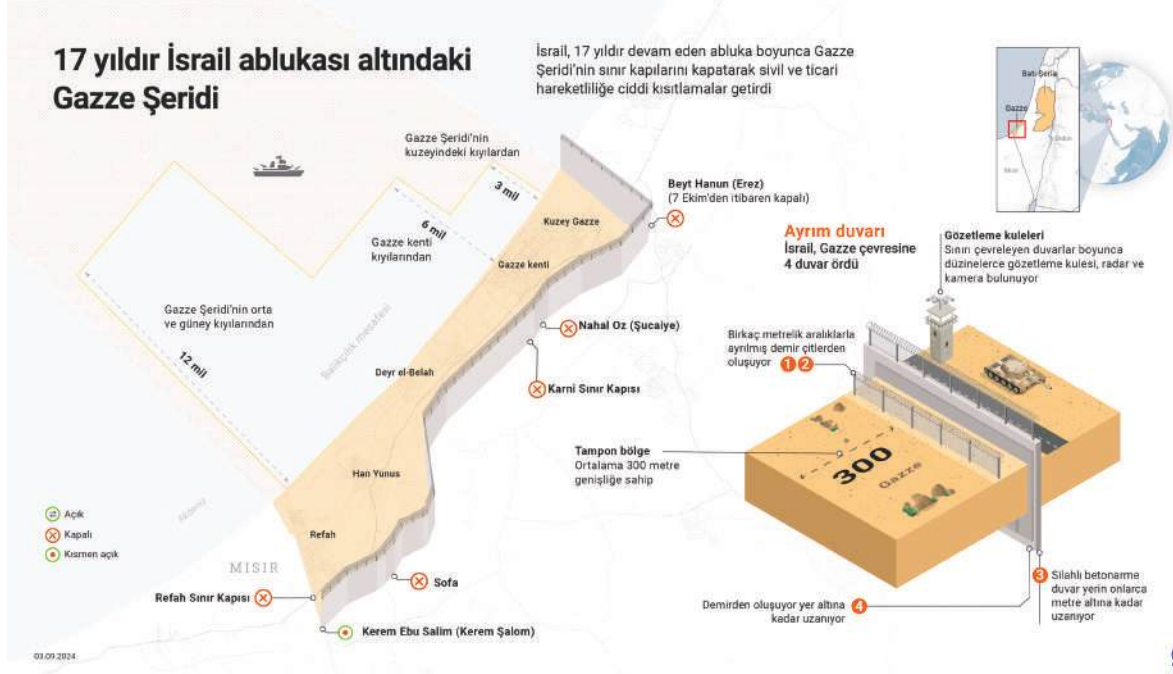 17 yıldır İsrail ablukası altındaki
Gazze Şeridi
İsrail, 17 yıldır devam eden abluka boyunca Gazze
Şeridi'nin sınır kapılarını kapatarak sivil ve ticari
hareketliliğe ciddi kısıtlamalar getirdi
Batı Şeria
Gazze
Ürdün
Mısır
Gazze Şeridi'nin
kuzeyindeki kıyılardan
3 mil
6 mil
Gazze kenti
kıyılarından
Gazze Şeridi'nin orta
ve güney kıyılarından
12 mil
Balıkçılık mesafesi
Akdeniz
Kuzey Gazze
Gazze kenti
Deyr el-Belah
Han Yunus
Refah
MISIR
Beyt Hanun (Erez)
(7 Ekim'den itibaren kapalı)
Nahal Oz (Şucaiye)
Karni Sınır Kapısı
Sofa
Refah Sınır Kapısı
Kerem Ebu Salim (Kerem Şalom)
Açık
Kapalı
Kısmen açık
Ayrım duvarı
İsrail, Gazze çevresine
4 duvar ördü
Gözetleme kuleleri
Sınırı çevreleyen duvarlar boyunca
düzinelerce gözetleme kulesi, radar ve
kamera bulunuyor
Birkaç metrelik aralıklarla
ayrılmış demir çitlerden
oluşuyor 1 2
Tampon bölge
Ortalama 300 metre
genişliğe sahip
300
Gazze
3 Silahlı betonarme
duvar yerin onlarca
metre altına kadar
uzanıyor
Demirden oluşuyor yer altına 4
kadar uzanıyor
03.09.2024